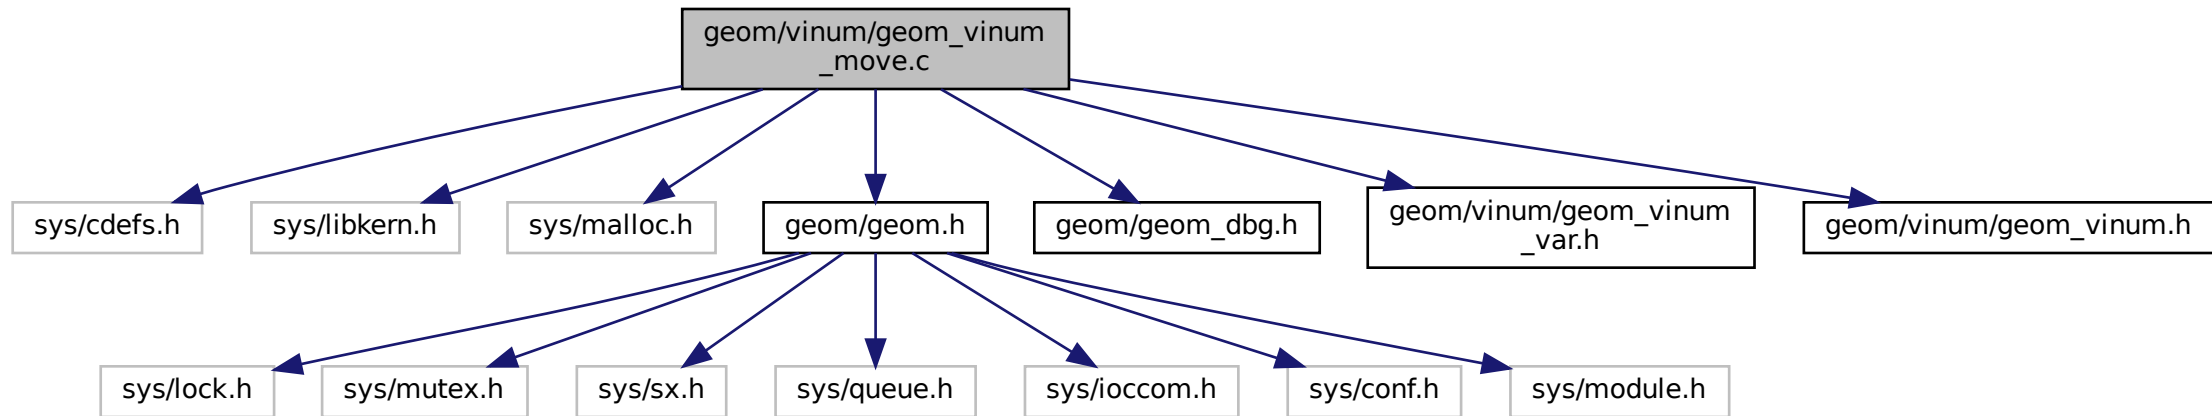 geom/vinum/geom_vinum
_move.c
sys/cdefs.h
sys/libkern.h
sys/malloc.h
geom/geom.h
geom/geom_dbg.h
geom/vinum/geom_vinum
_var.h
geom/vinum/geom_vinum.h
sys/lock.h
sys/mutex.h
sys/sx.h
sys/queue.h
sys/ioccom.h
sys/conf.h
sys/module.h